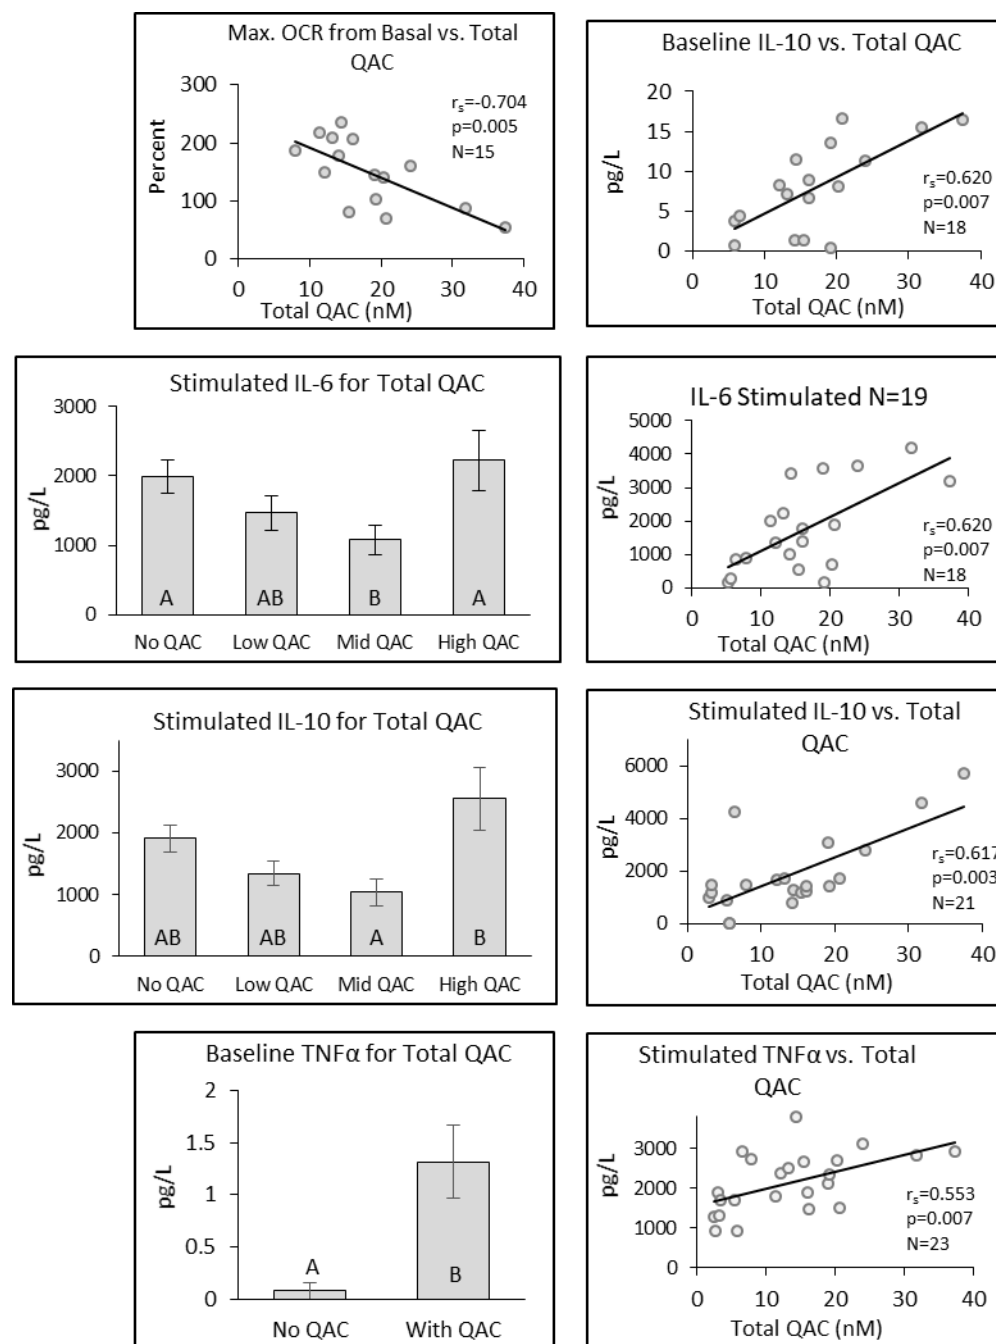 Max. OCR from Basal vs. Total
QAC
300
200
100
0
Percent
rs=-0.704
p=0.005
N=15
0 10 20 30 40
Total QAC (nM)
Baseline IL-10 vs. Total QAC
20
15
10
5
0
pg/L
rs=0.620
p=0.007
N=18
0 10 20 30 40
Total QAC (nM)
Stimulated IL-6 for Total QAC
3000
2000
1000
0
pg/L
A AB B A
No QAC Low QAC Mid QAC High QAC
IL-6 Stimulated N=19
5000
4000
3000
2000
1000
0
pg/L
rs=0.620
p=0.007
N=18
0 10 20 30 40
Total QAC (nM)
Stimulated IL-10 for Total QAC
3000
2000
1000
0
pg/L
AB AB A B
No QAC Low QAC Mid QAC High QAC
Stimulated IL-10 vs. Total
QAC
6000
4000
2000
0
pg/L
rs=0.617
p=0.003
N=21
0 10 20 30 40
Total QAC (nM)
Baseline TNFα for Total QAC
2
1.5
1
0.5
0
pg/L
A B
No QAC With QAC
Stimulated TNFα vs. Total
QAC
3000
2000
1000
0
pg/L
rs=0.553
p=0.007
N=23
0 10 20 30 40
Total QAC (nM)